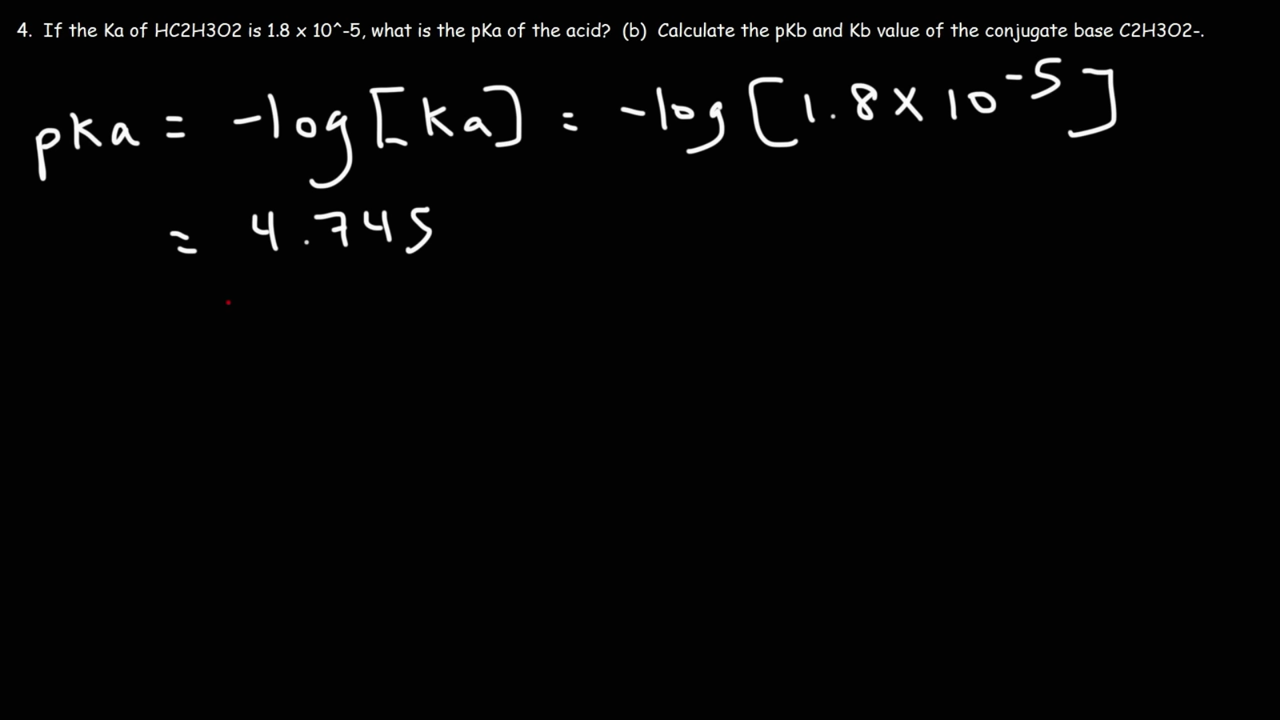 4. If the Ka of HC2H3O2 is 1.8 x 10^-5, what is the pKa of the acid? (b) Calculate the pKb and Kb value of the conjugate base C2H3O2-.
pKa = -log[Ka] = -log[1.8 x 10⁻⁵]
= 4.745